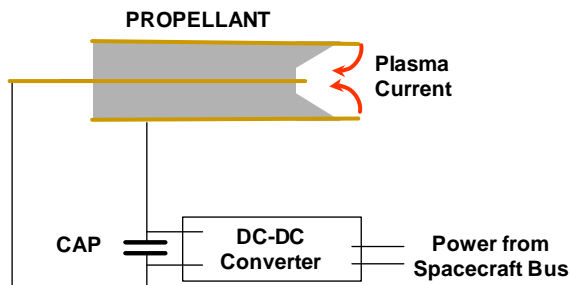 PROPELLANT
Plasma
Current
CAP
DC-DC
Converter
Power from
Spacecraft Bus